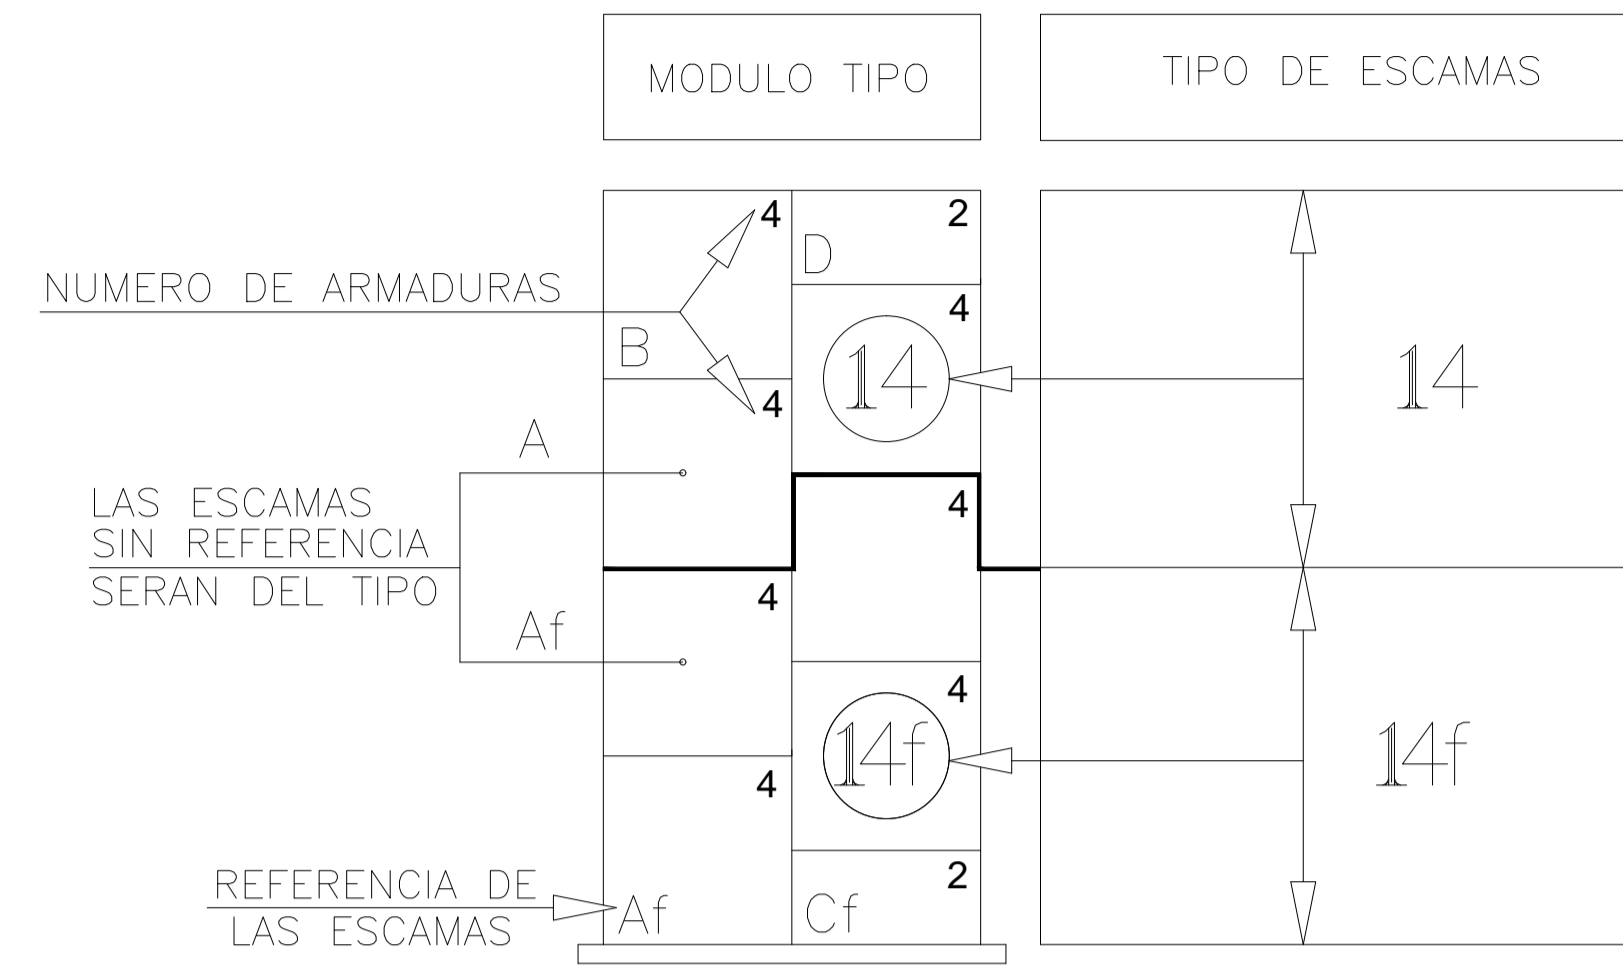 MODULO TIPO
TIPO DE ESCAMAS
4
2
D
NUMERO DE ARMADURAS
4
B
14
14
4
A
LAS ESCAMAS
SIN REFERENCIA
SERAN DEL TIPO
4
4
Af
4
14f
14f
4
REFERENCIA DE
LAS ESCAMAS
2
Af
Cf